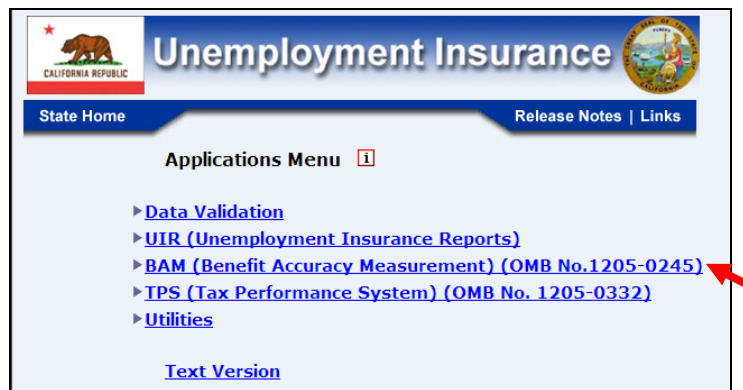 CALIFORNIA REPUBLIC
Unemployment Insurance
State Home
Release Notes | Links
Applications Menu i
Data Validation
UIR (Unemployment Insurance Reports)
BAM (Benefit Accuracy Measurement) (OMB No.1205-0245)
TPS (Tax Performance System) (OMB No. 1205-0332)
Utilities
Text Version